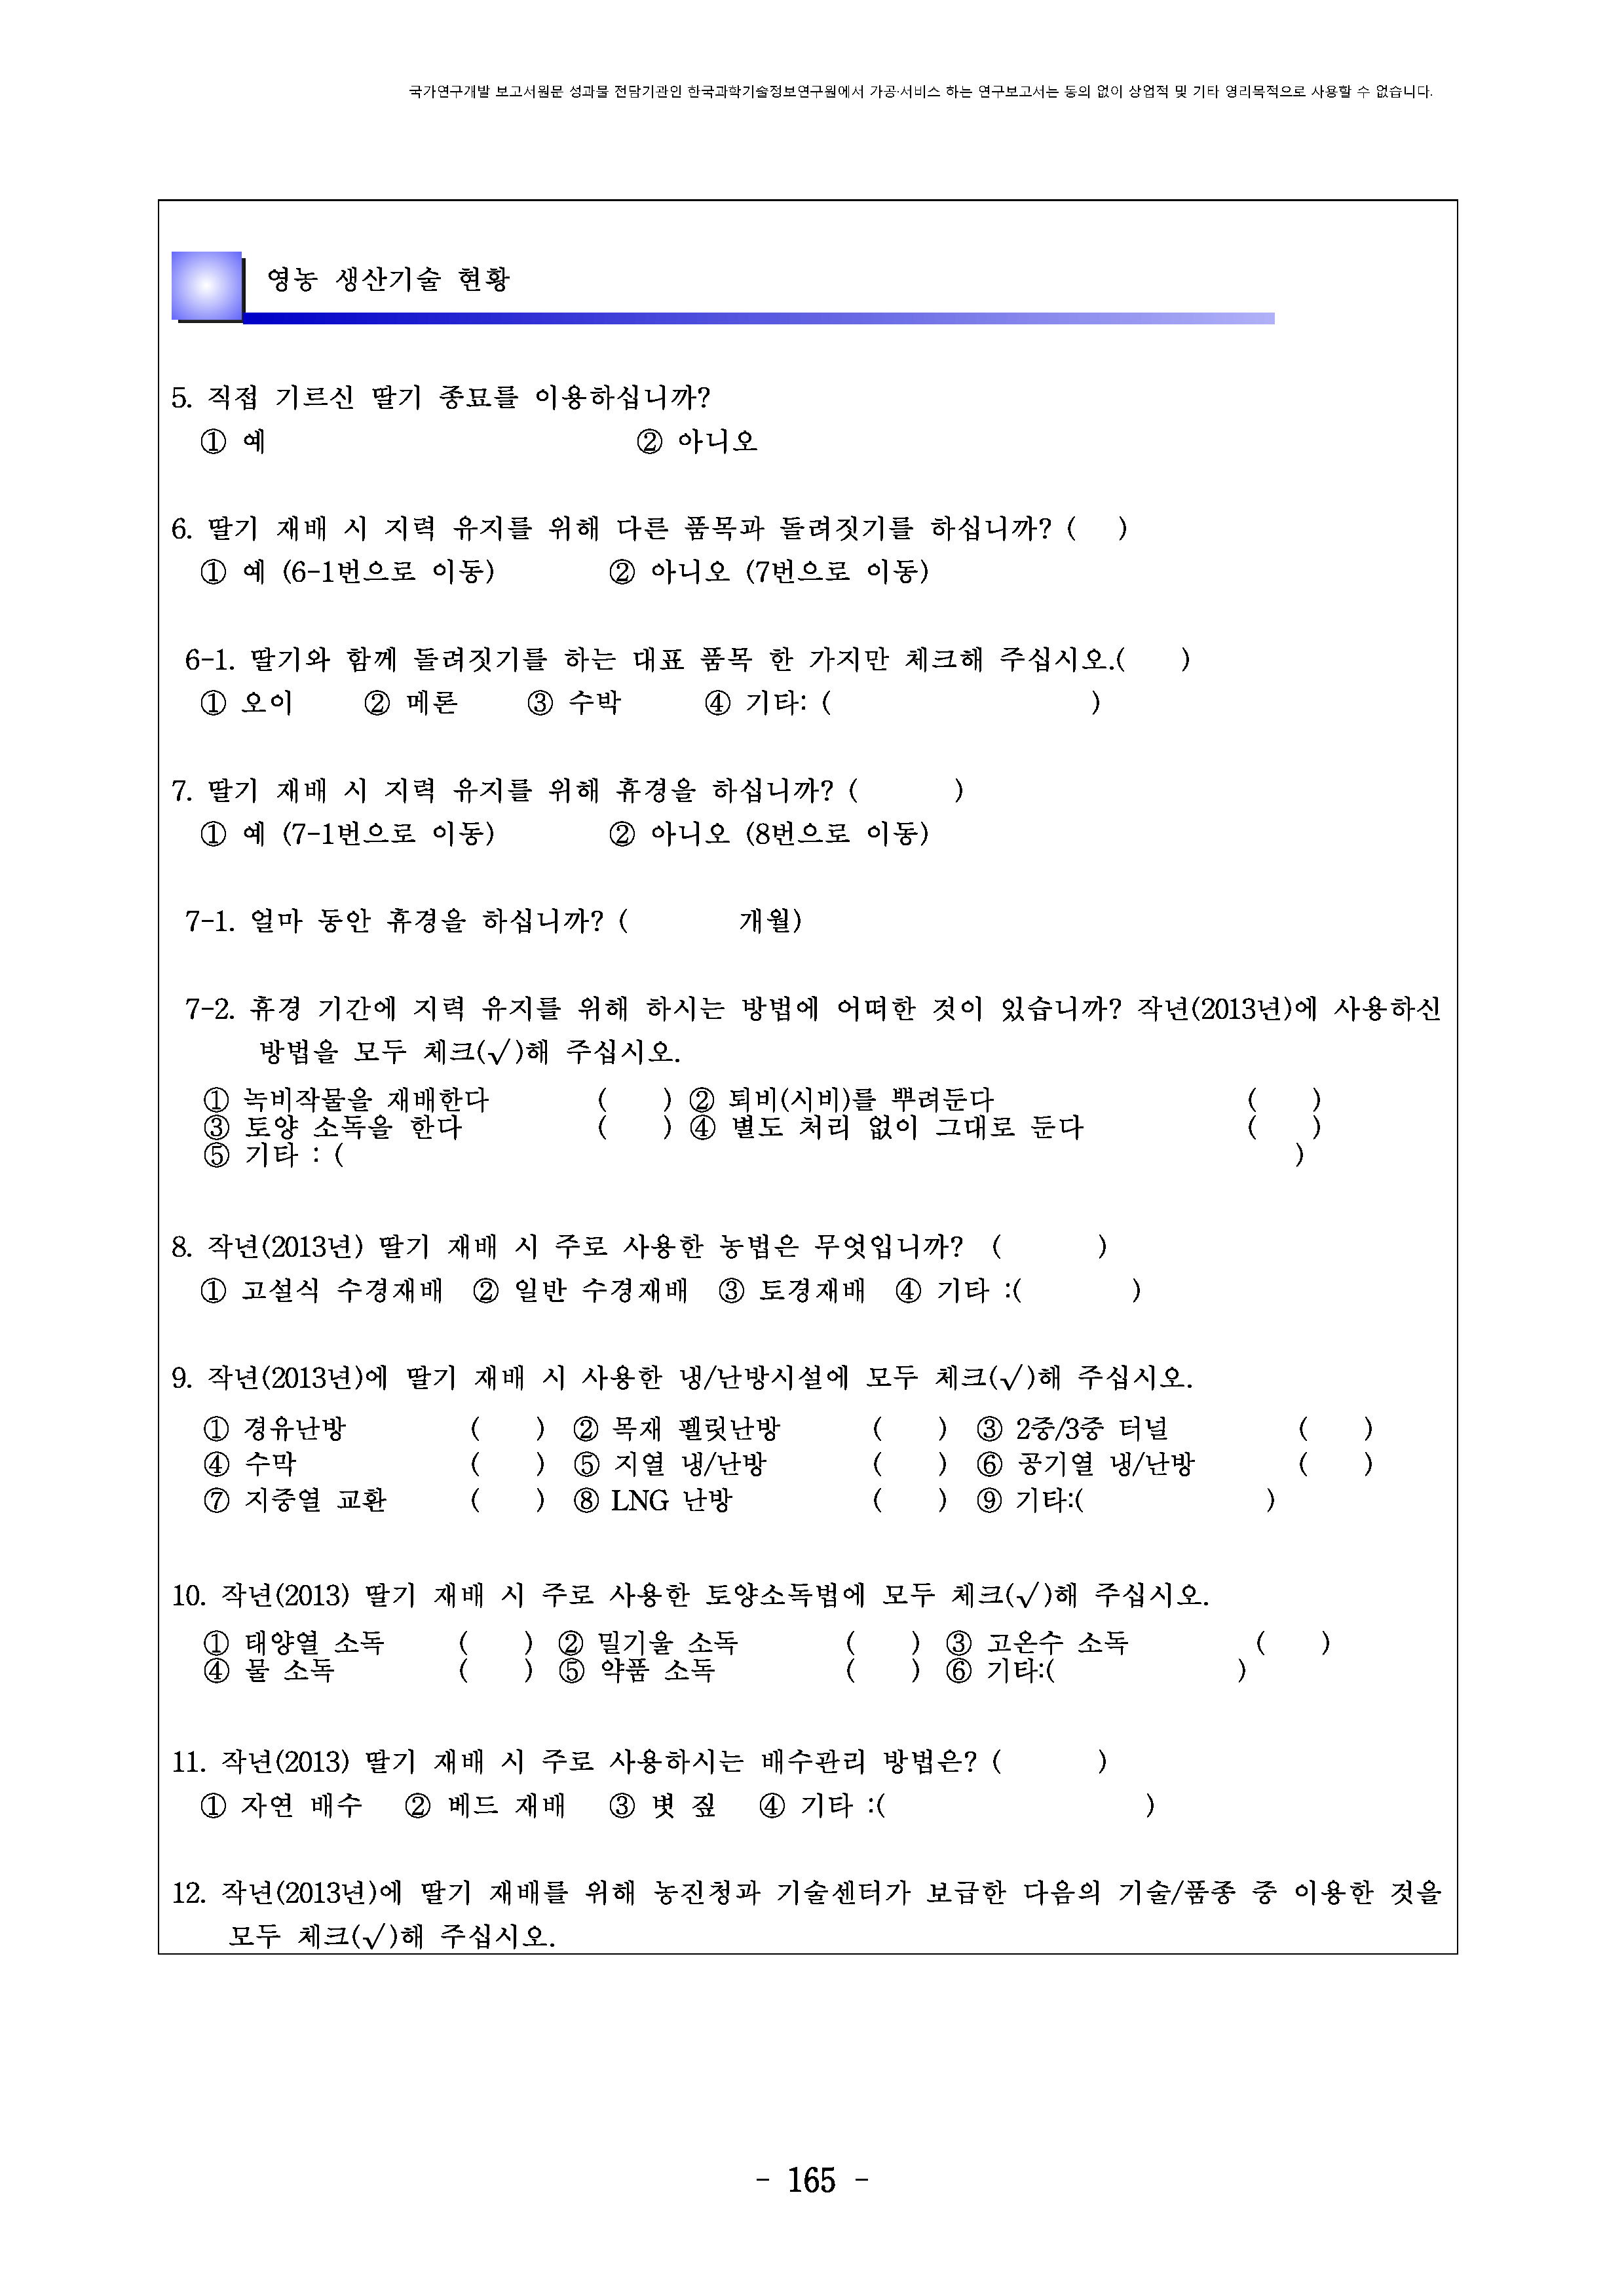 국가연구개발 보고서원문 성과물 전담기관인 한국과학기술정보연구원에서 가공·서비스 하는 연구보고서는 동의 없이 상업적 및 기타 영리목적으로 사용할 수 없습니다.
영농 생산기술 현황
5. 직접 기르신 딸기 종묘를 이용하십니까?
① 예 ② 아니오
6. 딸기 재배 시 지력 유지를 위해 다른 품목과 돌려짓기를 하십니까? ( )
① 예 (6-1번으로 이동) ② 아니오 (7번으로 이동)
6-1. 딸기와 함께 돌려짓기를 하는 대표 품목 한 가지만 체크해 주십시오.( )
① 오이 ② 메론 ③ 수박 ④ 기타: ( )
7. 딸기 재배 시 지력 유지를 위해 휴경을 하십니까? ( )
① 예 (7-1번으로 이동) ② 아니오 (8번으로 이동)
7-1. 얼마 동안 휴경을 하십니까? ( 개월)
7-2. 휴경 기간에 지력 유지를 위해 하시는 방법에 어떠한 것이 있습니까? 작년(2013년)에 사용하신
방법을 모두 체크(√)해 주십시오.
① 녹비작물을 재배한다 ( ) ② 퇴비(시비)를 뿌려둔다 ( )
③ 토양 소독을 한다 ( ) ④ 별도 처리 없이 그대로 둔다 ( )
⑤ 기타 : ( )
8. 작년(2013년) 딸기 재배 시 주로 사용한 농법은 무엇입니까? ( )
① 고설식 수경재배 ② 일반 수경재배 ③ 토경재배 ④ 기타 :( )
9. 작년(2013년)에 딸기 재배 시 사용한 냉/난방시설에 모두 체크(√)해 주십시오.
① 경유난방 ( ) ② 목재 펠릿난방 ( ) ③ 2중/3중 터널 ( )
④ 수막 ( ) ⑤ 지열 냉/난방 ( ) ⑥ 공기열 냉/난방 ( )
⑦ 지중열 교환 ( ) ⑧ LNG 난방 ( ) ⑨ 기타:( )
10. 작년(2013) 딸기 재배 시 주로 사용한 토양소독법에 모두 체크(√)해 주십시오.
① 태양열 소독 ( ) ② 밀기울 소독 ( ) ③ 고온수 소독 ( )
④ 물 소독 ( ) ⑤ 약품 소독 ( ) ⑥ 기타:( )
11. 작년(2013) 딸기 재배 시 주로 사용하시는 배수관리 방법은? ( )
① 자연 배수 ② 베드 재배 ③ 볏 짚 ④ 기타 :( )
12. 작년(2013년)에 딸기 재배를 위해 농진청과 기술센터가 보급한 다음의 기술/품종 중 이용한 것을
모두 체크(√)해 주십시오.
- 165 -